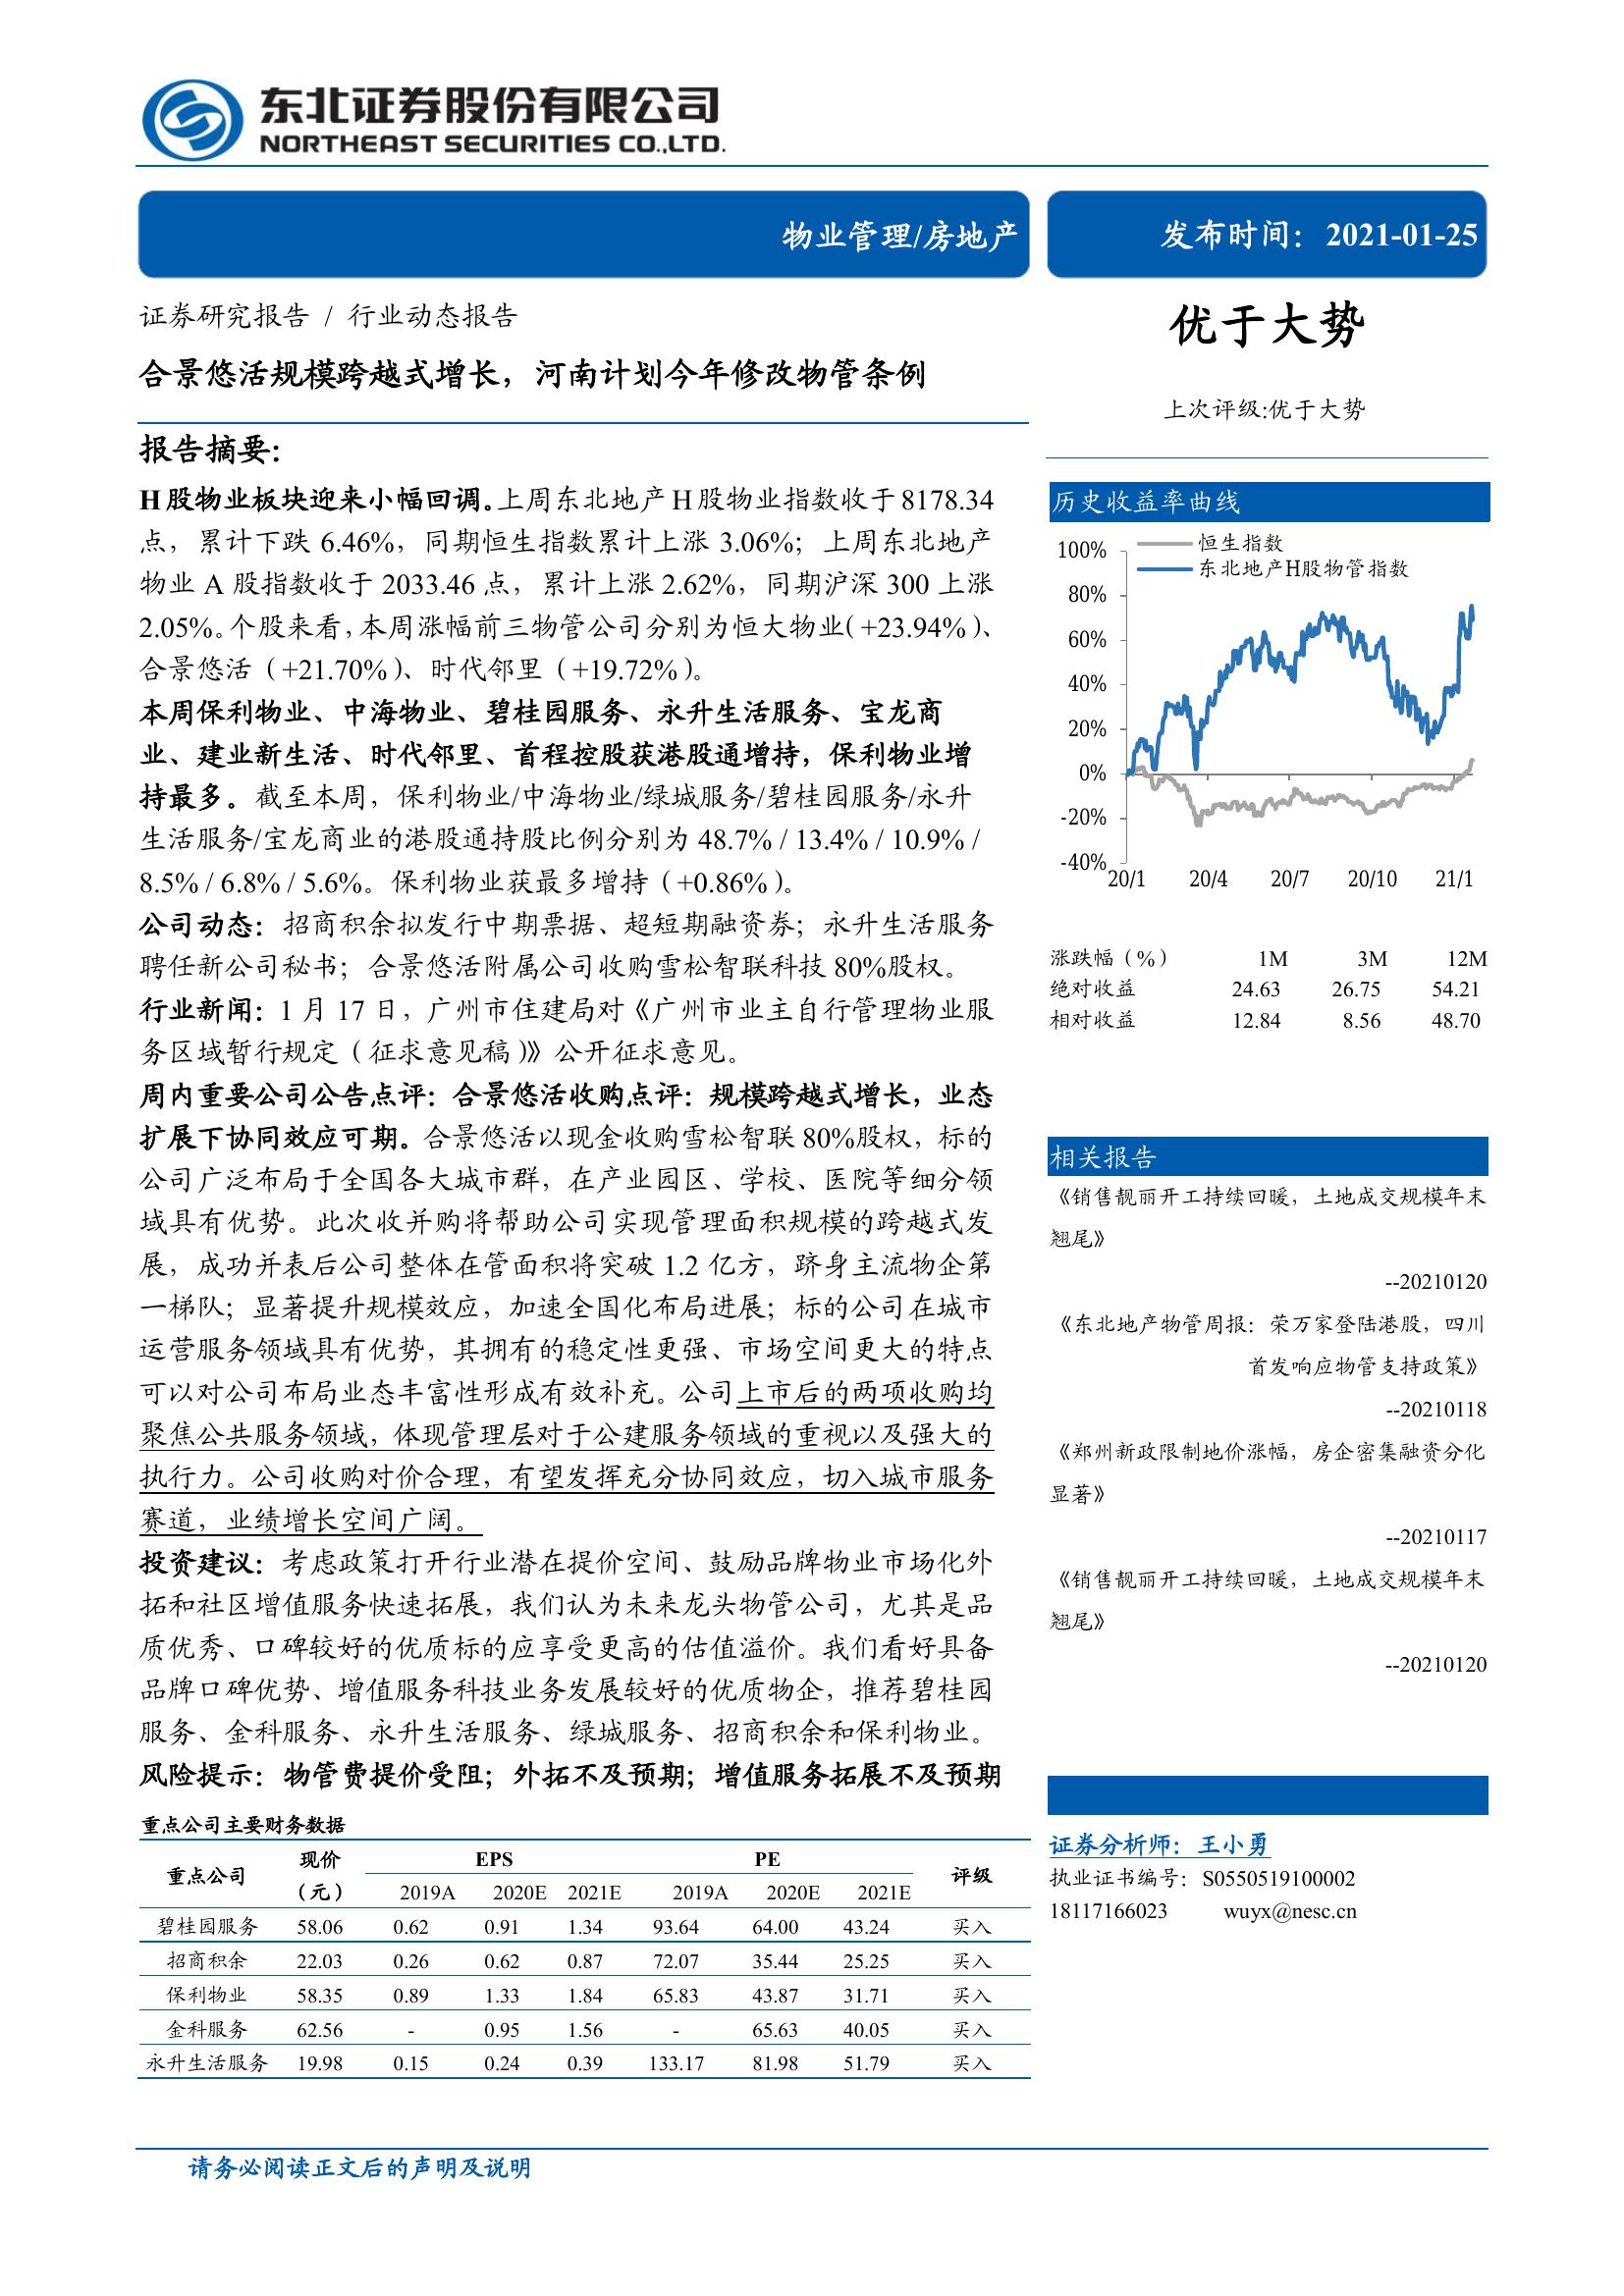 东北证券股份有限公司
NORTHEAST SECURITIES CO.,LTD.
物业管理/房地产
发布时间：2021-01-25
证券研究报告 / 行业动态报告
合景悠活规模跨越式增长，河南计划今年修改物管条例
报告摘要：
H股物业板块迎来小幅回调。上周东北地产H股物业指数收于8178.34
点，累计下跌 6.46%，同期恒生指数累计上涨 3.06%；上周东北地产
物业 A 股指数收于 2033.46 点，累计上涨 2.62%，同期沪深 300 上涨
2.05%。个股来看，本周涨幅前三物管公司分别为恒大物业（+23.94%）、
合景悠活（+21.70%）、时代邻里（+19.72%）。
本周保利物业、中海物业、碧桂园服务、永升生活服务、宝龙商
业、建业新生活、时代邻里、首程控股获港股通增持，保利物业增
持最多。截至本周，保利物业/中海物业/绿城服务/碧桂园服务/永升
生活服务/宝龙商业的港股通持股比例分别为 48.7% / 13.4% / 10.9% /
8.5% / 6.8% / 5.6%。保利物业获最多增持（+0.86%）。
公司动态：招商积余拟发行中期票据、超短期融资券；永升生活服务
聘任新公司秘书；合景悠活附属公司收购雪松智联科技 80%股权。
行业新闻：1 月 17 日，广州市住建局对《广州市业主自行管理物业服
务区域暂行规定（征求意见稿）》公开征求意见。
周内重要公司公告点评：合景悠活收购点评：规模跨越式增长，业态
扩展下协同效应可期。合景悠活以现金收购雪松智联 80%股权，标的
公司广泛布局于全国各大城市群，在产业园区、学校、医院等细分领
域具有优势。此次收并购将帮助公司实现管理面积规模的跨越式发
展，成功并表后公司整体在管面积将突破 1.2 亿方，跻身主流物企第
一梯队；显著提升规模效应，加速全国化布局进展；标的公司在城市
运营服务领域具有优势，其拥有的稳定性更强、市场空间更大的特点
可以对公司布局业态丰富性形成有效补充。公司上市后的两项收购均
聚焦公共服务领域，体现管理层对于公建服务领域的重视以及强大的
执行力。公司收购对价合理，有望发挥充分协同效应，切入城市服务
赛道，业绩增长空间广阔。
投资建议：考虑政策打开行业潜在提价空间、鼓励品牌物业市场化外
拓和社区增值服务快速拓展，我们认为未来龙头物管公司，尤其是品
质优秀、口碑较好的优质标的应享受更高的估值溢价。我们看好具备
品牌口碑优势、增值服务科技业务发展较好的优质物企，推荐碧桂园
服务、金科服务、永升生活服务、绿城服务、招商积余和保利物业。
风险提示：物管费提价受阻；外拓不及预期；增值服务拓展不及预期
重点公司主要财务数据
重点公司 现价（元） EPS PE 评级
2019A 2020E 2021E 2019A 2020E 2021E
碧桂园服务 58.06 0.62 0.91 1.34 93.64 64.00 43.24 买入
招商积余 22.03 0.26 0.62 0.87 72.07 35.44 25.25 买入
保利物业 58.35 0.89 1.33 1.84 65.83 43.87 31.71 买入
金科服务 62.56 - 0.95 1.56 - 65.63 40.05 买入
永升生活服务 19.98 0.15 0.24 0.39 133.17 81.98 51.79 买入
优于大势
上次评级:优于大势
历史收益率曲线
恒生指数
东北地产H股物管指数
100%
80%
60%
40%
20%
0%
-20%
-40%
20/1 20/4 20/7 20/10 21/1
涨跌幅（%） 1M 3M 12M
绝对收益 24.63 26.75 54.21
相对收益 12.84 8.56 48.70
相关报告
《销售靓丽开工持续回暖，土地成交规模年末
翘尾》
--20210120
《东北地产物管周报：荣万家登陆港股，四川
首发响应物管支持政策》
--20210118
《郑州新政限制地价涨幅，房企密集融资分化
显著》
--20210117
《销售靓丽开工持续回暖，土地成交规模年末
翘尾》
--20210120
证券分析师：王小勇
执业证书编号：S0550519100002
18117166023 wuyx@nesc.cn
请务必阅读正文后的声明及说明